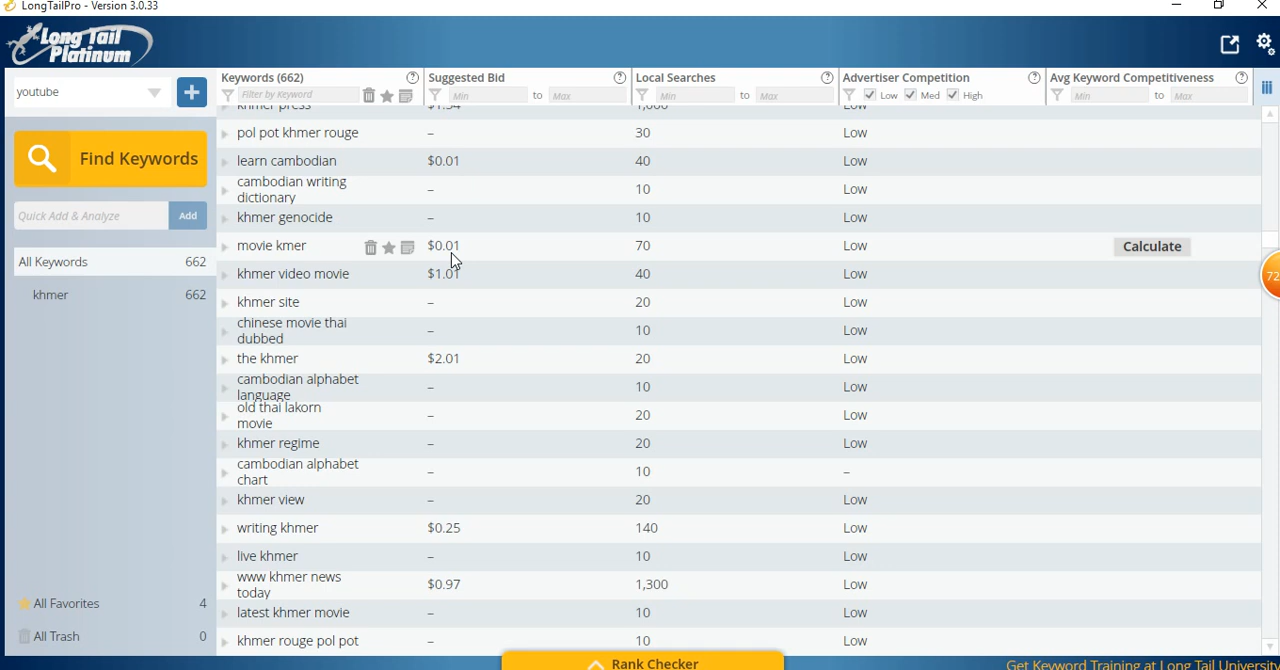 LongTailPro - Version 3.0.33
Long Tail
Platinum
youtube
Find Keywords
Quick Add & Analyze Add
All Keywords 662
khmer 662
All Favorites 4
All Trash 0
Keywords (662) Suggested Bid Local Searches Advertiser Competition Avg Keyword Competitiveness
Filter by Keyword Min to Max Min to Max Low Med High Min to Max
khmer press $1.54 1,000 Low
pol pot khmer rouge – 30 Low
learn cambodian $0.01 40 Low
cambodian writing
dictionary – 10 Low
khmer genocide – 10 Low
movie kmer $0.01 70 Low Calculate
khmer video movie $1.01 40 Low
khmer site – 20 Low
chinese movie thai
dubbed – 10 Low
the khmer $2.01 20 Low
cambodian alphabet
language – 10 Low
old thai lakorn
movie – 20 Low
khmer regime – 20 Low
cambodian alphabet
chart – 10 –
khmer view – 20 Low
writing khmer $0.25 140 Low
live khmer – 10 Low
www khmer news
today $0.97 1,300 Low
latest khmer movie – 10 Low
khmer rouge pol pot – 10 Low
72
Rank Checker
Get Keyword Training at Long Tail University